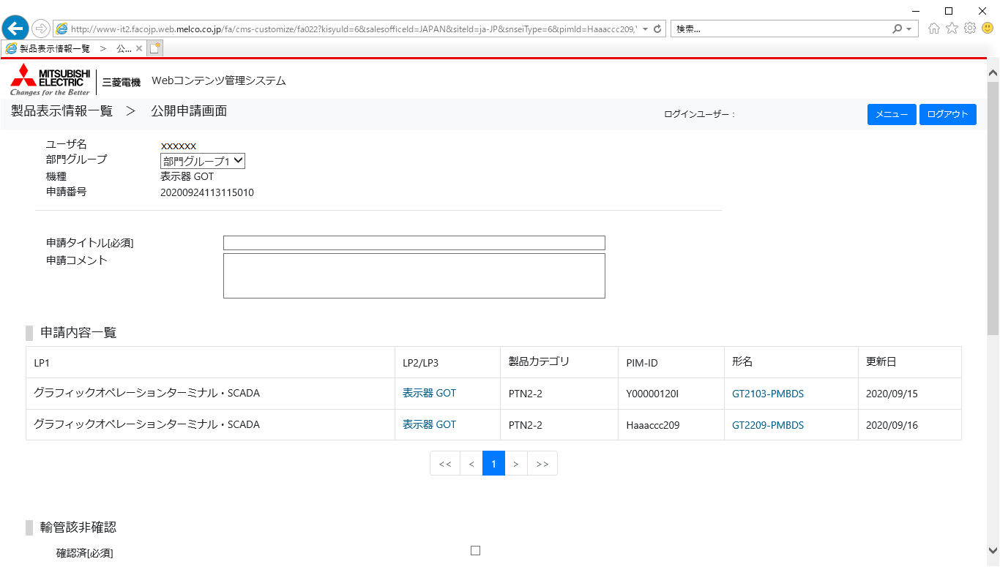 http://www-it2.facojp.web.melco.co.jp/fa/cms-customize/fa022?kisyuId=6&salesofficeId=JAPAN&siteId=ja-JP&snseiType=6&pimId=Haaaccc209,
検索...
製品表示情報一覧 > 公...
MITSUBISHI ELECTRIC
Changes for the Better
三菱電機 Webコンテンツ管理システム
製品表示情報一覧 > 公開申請画面
ログインユーザー：
メニュー
ログアウト
ユーザ名 xxxxxx
部門グループ 部門グループ1
機種 表示器 GOT
申請番号 20200924113115010
申請タイトル[必須]
申請コメント
申請内容一覧
LP1 LP2/LP3 製品カテゴリ PIM-ID 形名 更新日
グラフィックオペレーションターミナル・SCADA 表示器 GOT PTN2-2 Y00000120I GT2103-PMBDS 2020/09/15
グラフィックオペレーションターミナル・SCADA 表示器 GOT PTN2-2 Haaaccc209 GT2209-PMBDS 2020/09/16
<< < 1 > >>
輸管該非確認
確認済[必須]